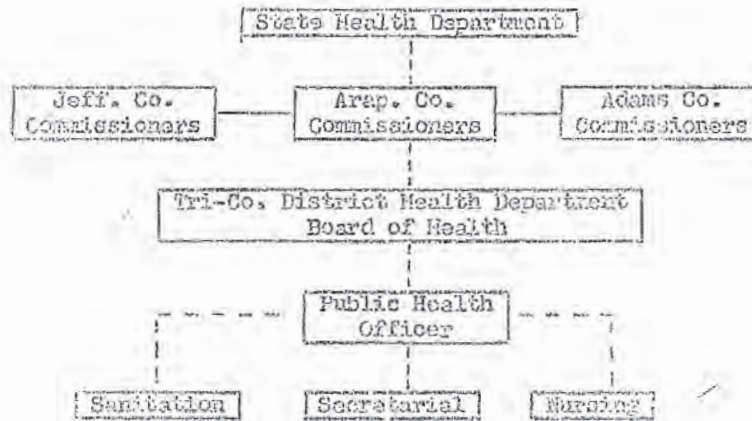 State Health Department
Jeff. Co.
Commissioners
Arap. Co.
Commissioners
Adams Co.
Commissioners
Tri-Co. District Health Department
Board of Health
Public Health
Officer
Sanitation
Secretarial
Nursing